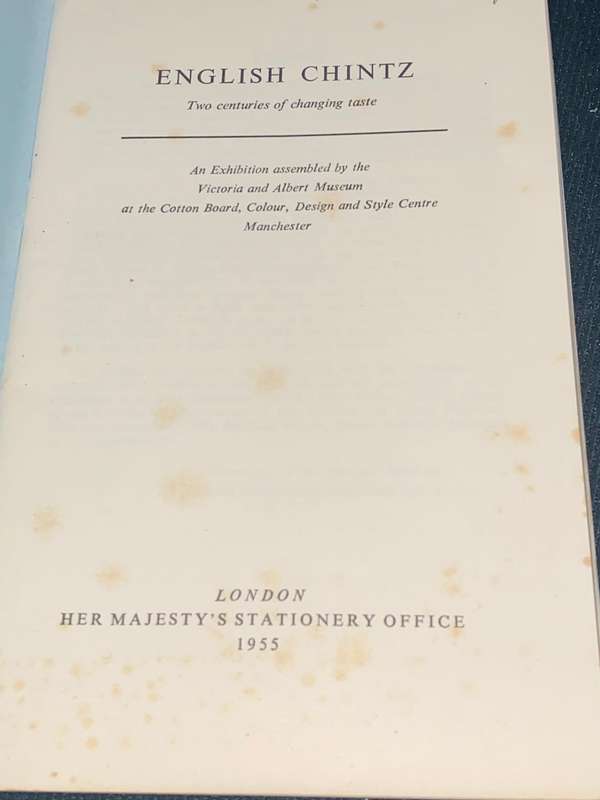 ENGLISH CHINTZ
Two centuries of changing taste
An Exhibition assembled by the
Victoria and Albert Museum
at the Cotton Board, Colour, Design and Style Centre
Manchester
LONDON
HER MAJESTY'S STATIONERY OFFICE
1955